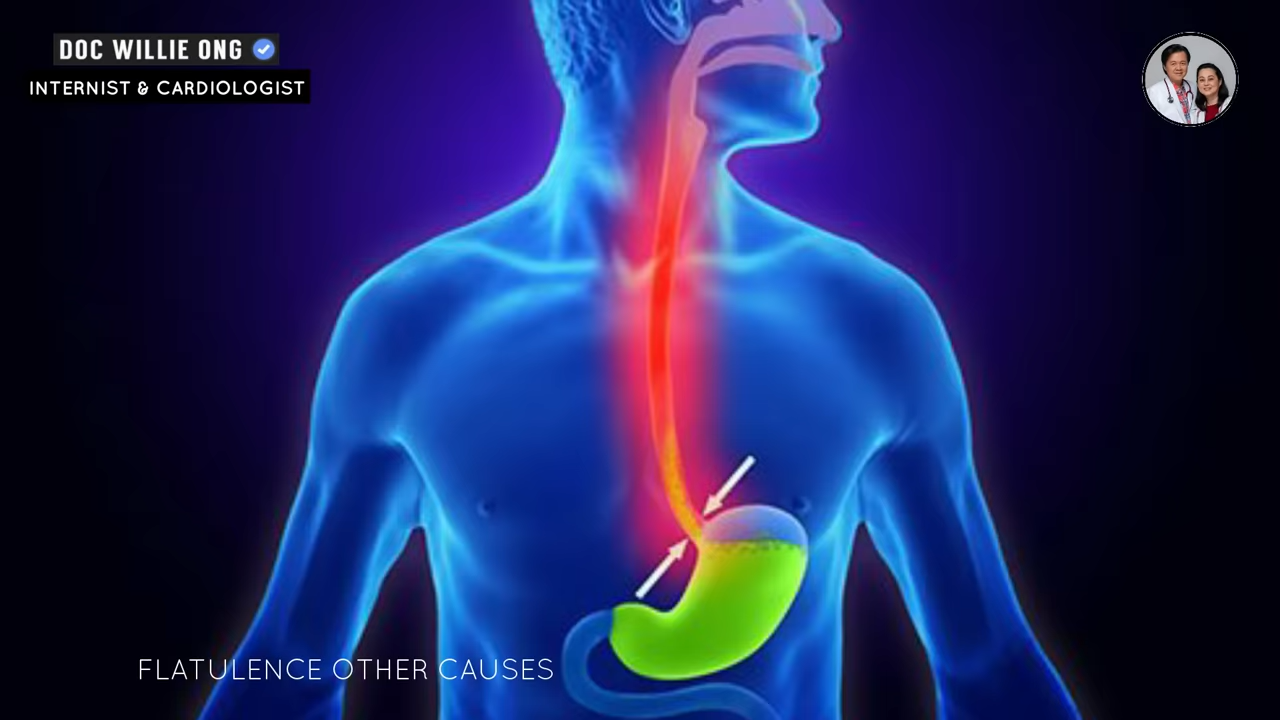 DOC WILLIE ONG
INTERNIST & CARDIOLOGIST
FLATULENCE OTHER CAUSES